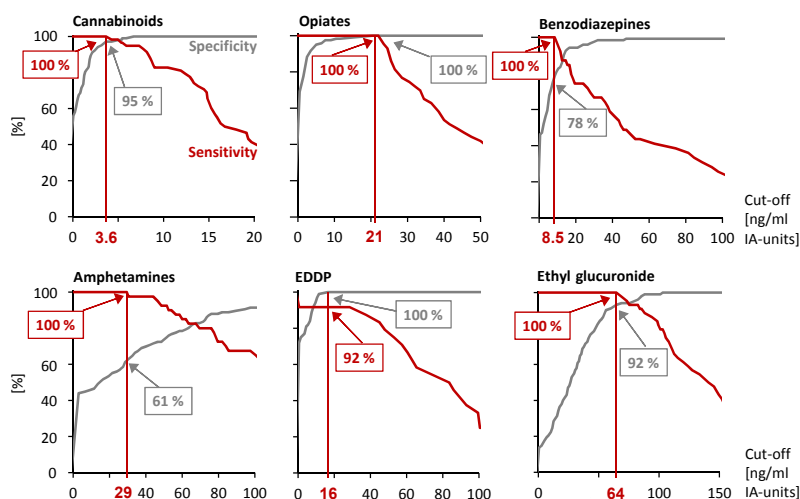 Cannabinoids
Opiates
Benzodiazepines
100
80
60
40
20
0
[%]
Specificity
Sensitivity
100 %
95 %
100 %
100 %
100 %
78 %
0 3.6 10 15 20
0 10 21 30 40 50
0 8.5 20 40 60 80 100
Cut-off
[ng/ml
IA-units]
Amphetamines
EDDP
Ethyl glucuronide
100
80
60
40
20
0
[%]
100 %
61 %
100 %
92 %
100 %
92 %
0 29 40 60 80 100
0 16 40 60 80 100
0 64 100 150
Cut-off
[ng/ml
IA-units]